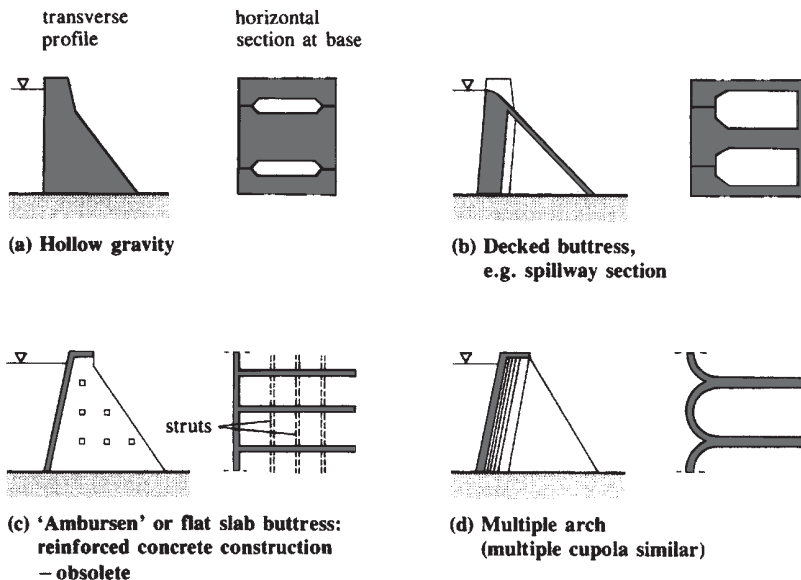 transverse
profile
horizontal
section at base
(a) Hollow gravity
(b) Decked buttress,
e.g. spillway section
struts
(c) ‘Ambursen’ or flat slab buttress:
reinforced concrete construction
– obsolete
(d) Multiple arch
(multiple cupola similar)